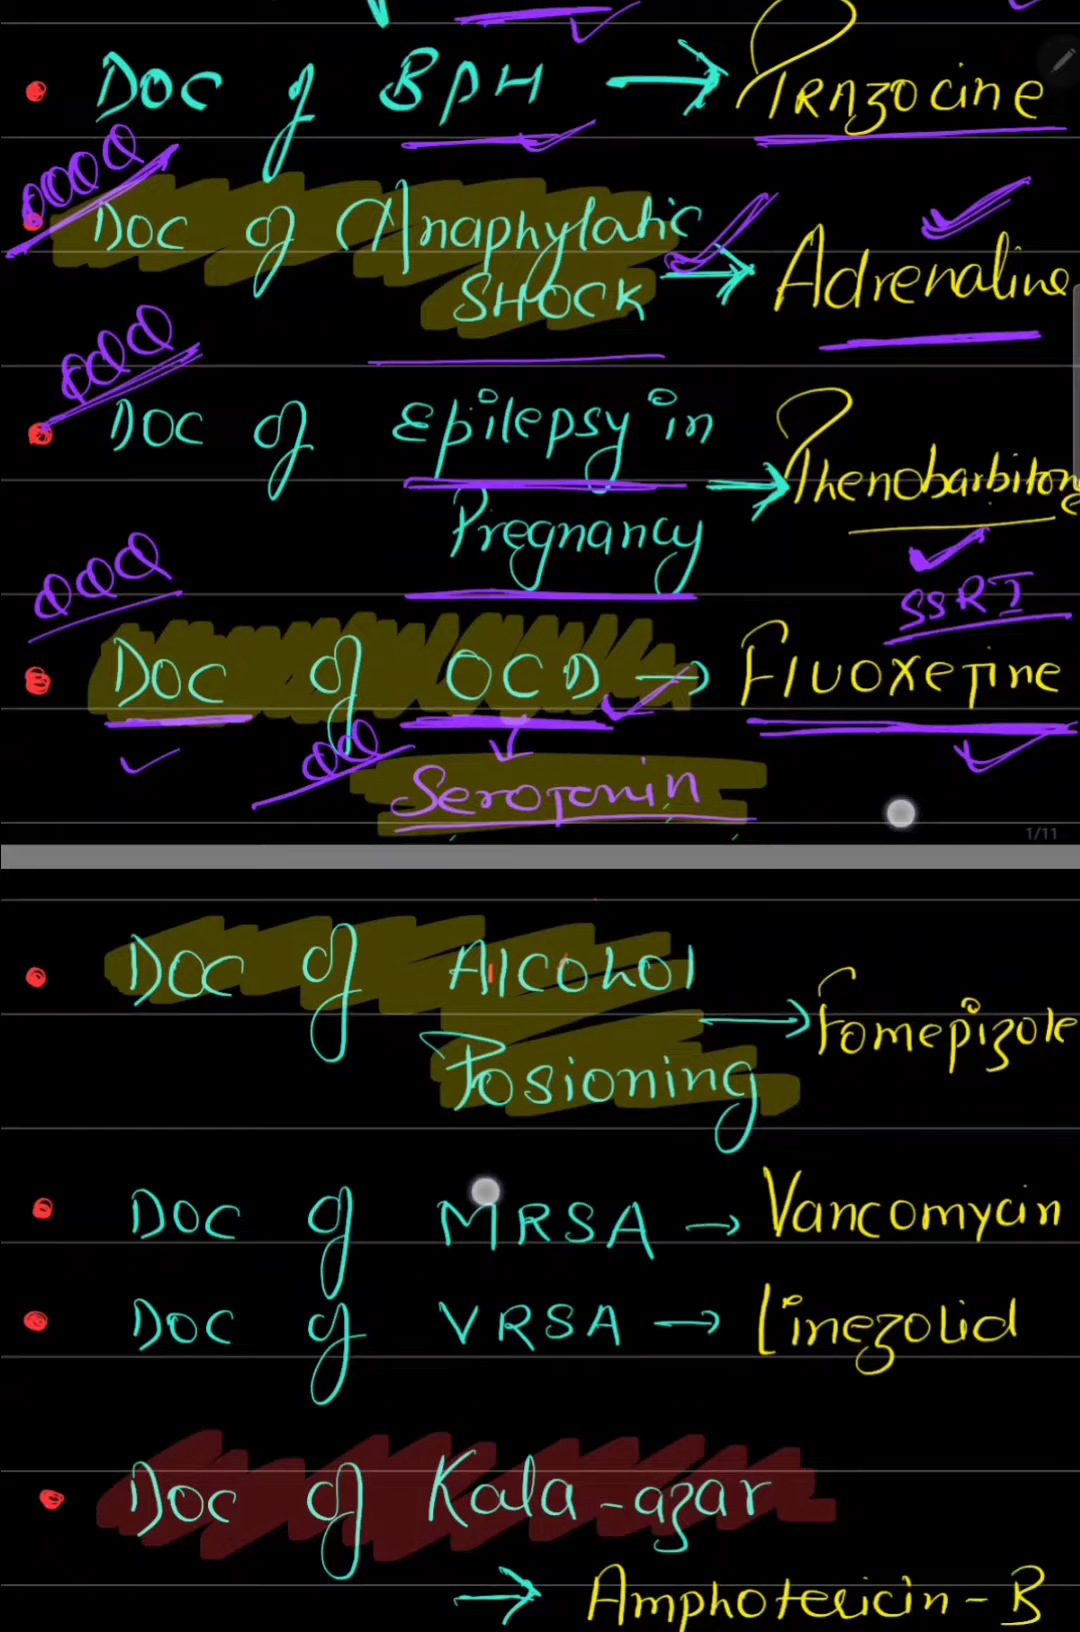 DOC of BPH → Prazocine
DOC of Anaphylatic
SHOCK → Adrenaline
DOC of Epilepsy in
Pregnancy → Phenobarbitone
SSRI
DOC of OCD → Fluoxetine
Serotonin
1/11
DOC of Alcohol
Posioning → Fomepizole
DOC of MRSA → Vancomycin
DOC of VRSA → Linezolid
DOC of Kala-azar
→ Amphotericin-B